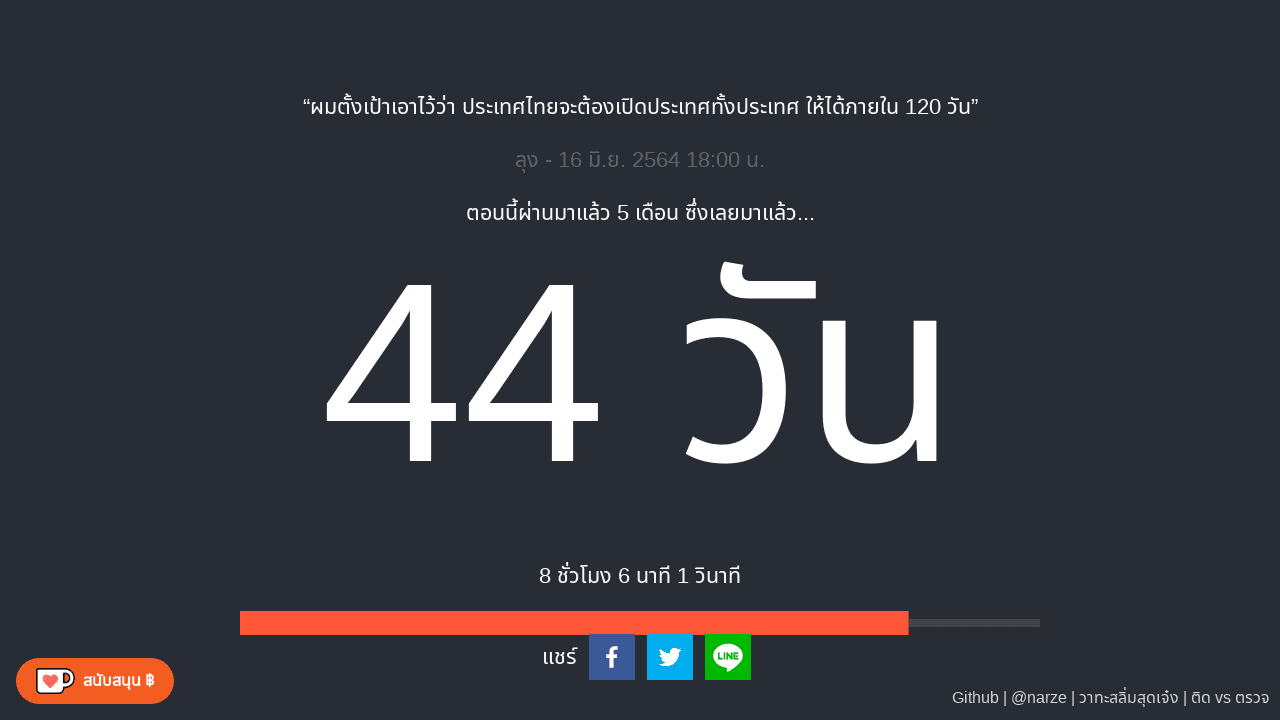 “ผมตั้งเป้าเอาไว้ว่า ประเทศไทยจะต้องเปิดประเทศทั้งประเทศ ให้ได้ภายใน 120 วัน”
ลุง - 16 มิ.ย. 2564 18:00 น.
ตอนนี้ผ่านมาแล้ว 5 เดือน ซึ่งเลยมาแล้ว...
44 วัน
8 ชั่วโมง 6 นาที 1 วินาที
แชร์
LINE
สนับสนุน ฿
Github | @narze | วาทะสลิ่มสุดเจ๋ง | ติด vs ตรวจ